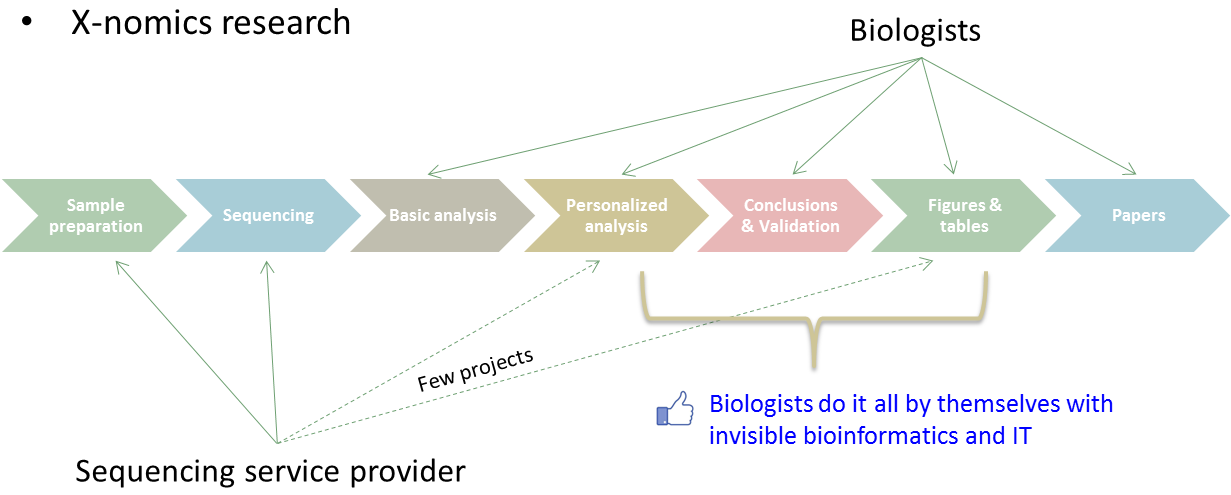 • X-nomics research
Biologists
Sample
preparation
Sequencing
Basic analysis
Personalized
analysis
Conclusions
& Validation
Figures &
tables
Papers
Few projects
Biologists do it all by themselves with
invisible bioinformatics and IT
Sequencing service provider